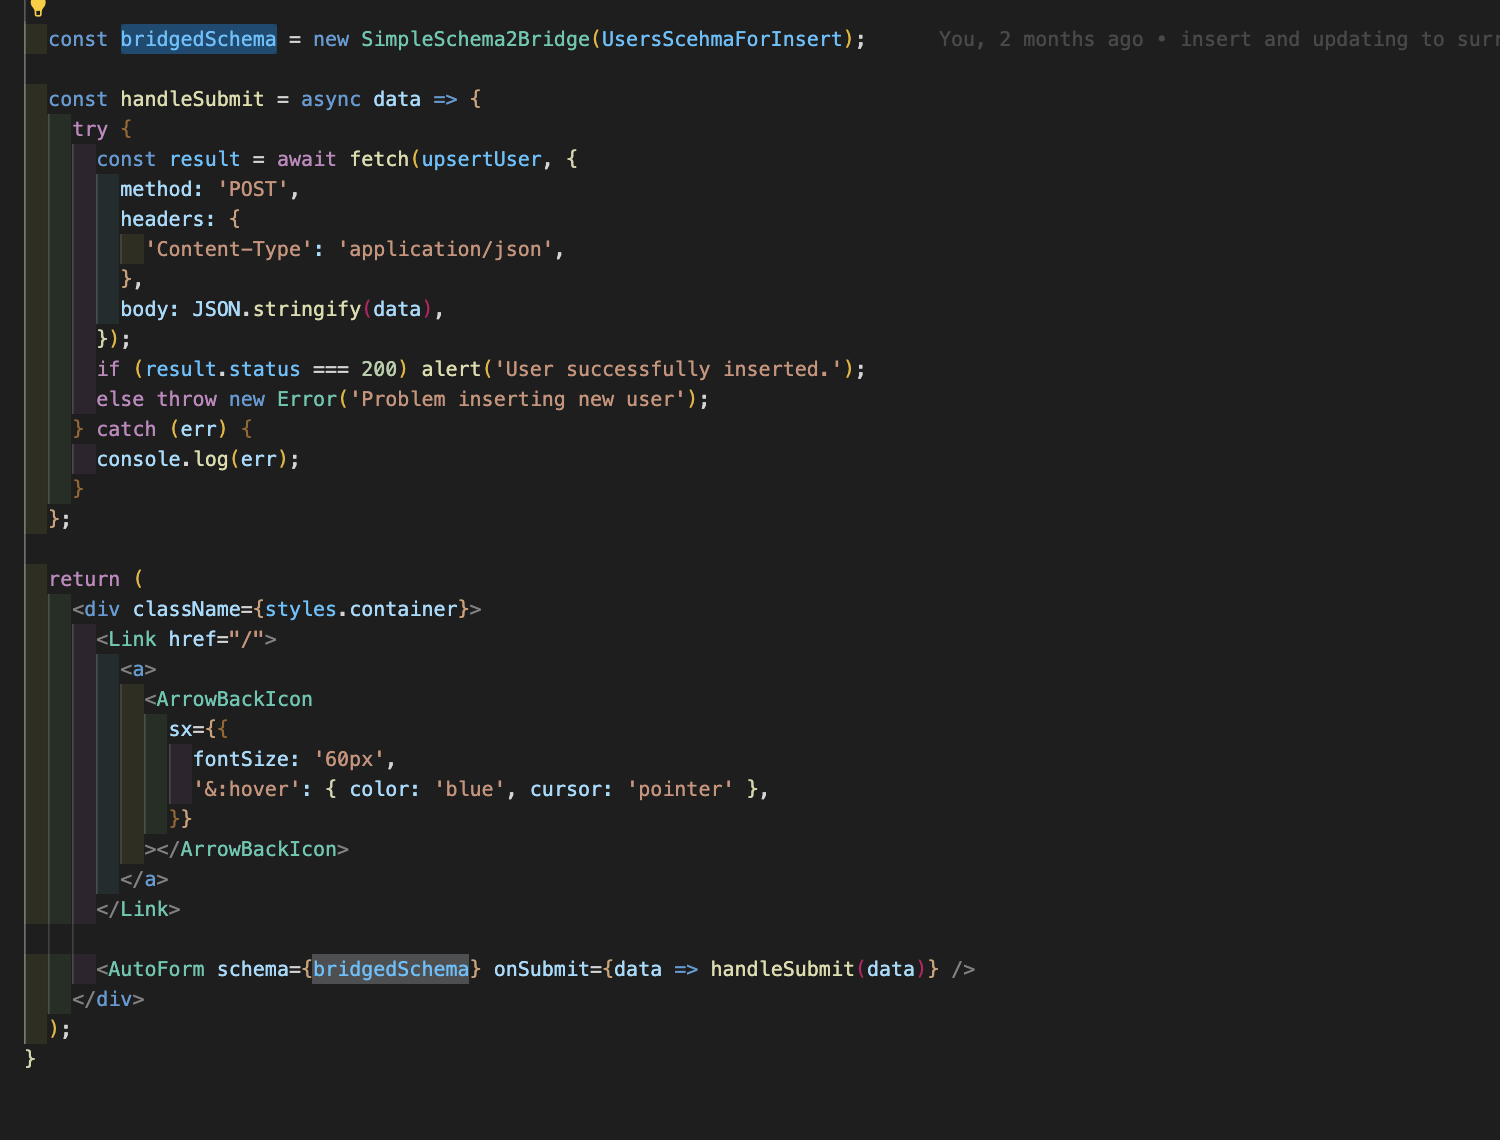 const bridgedSchema = new SimpleSchema2Bridge(UsersScehmaForInsert); You, 2 months ago • insert and updating to
const handleSubmit = async data => {
try {
const result = await fetch(upsertUser, {
method: 'POST',
headers: {
'Content-Type': 'application/json',
},
body: JSON.stringify(data),
});
if (result.status === 200) alert('User successfully inserted.');
else throw new Error('Problem inserting new user');
} catch (err) {
console.log(err);
}
};
return (
<div className={styles.container}>
<Link href="/">
<a>
<ArrowBackIcon
sx={{
fontSize: '60px',
'&:hover': { color: 'blue', cursor: 'pointer' },
}}
></ArrowBackIcon>
</a>
</Link>
<AutoForm schema={bridgedSchema} onSubmit={data => handleSubmit(data)} />
</div>
);
}